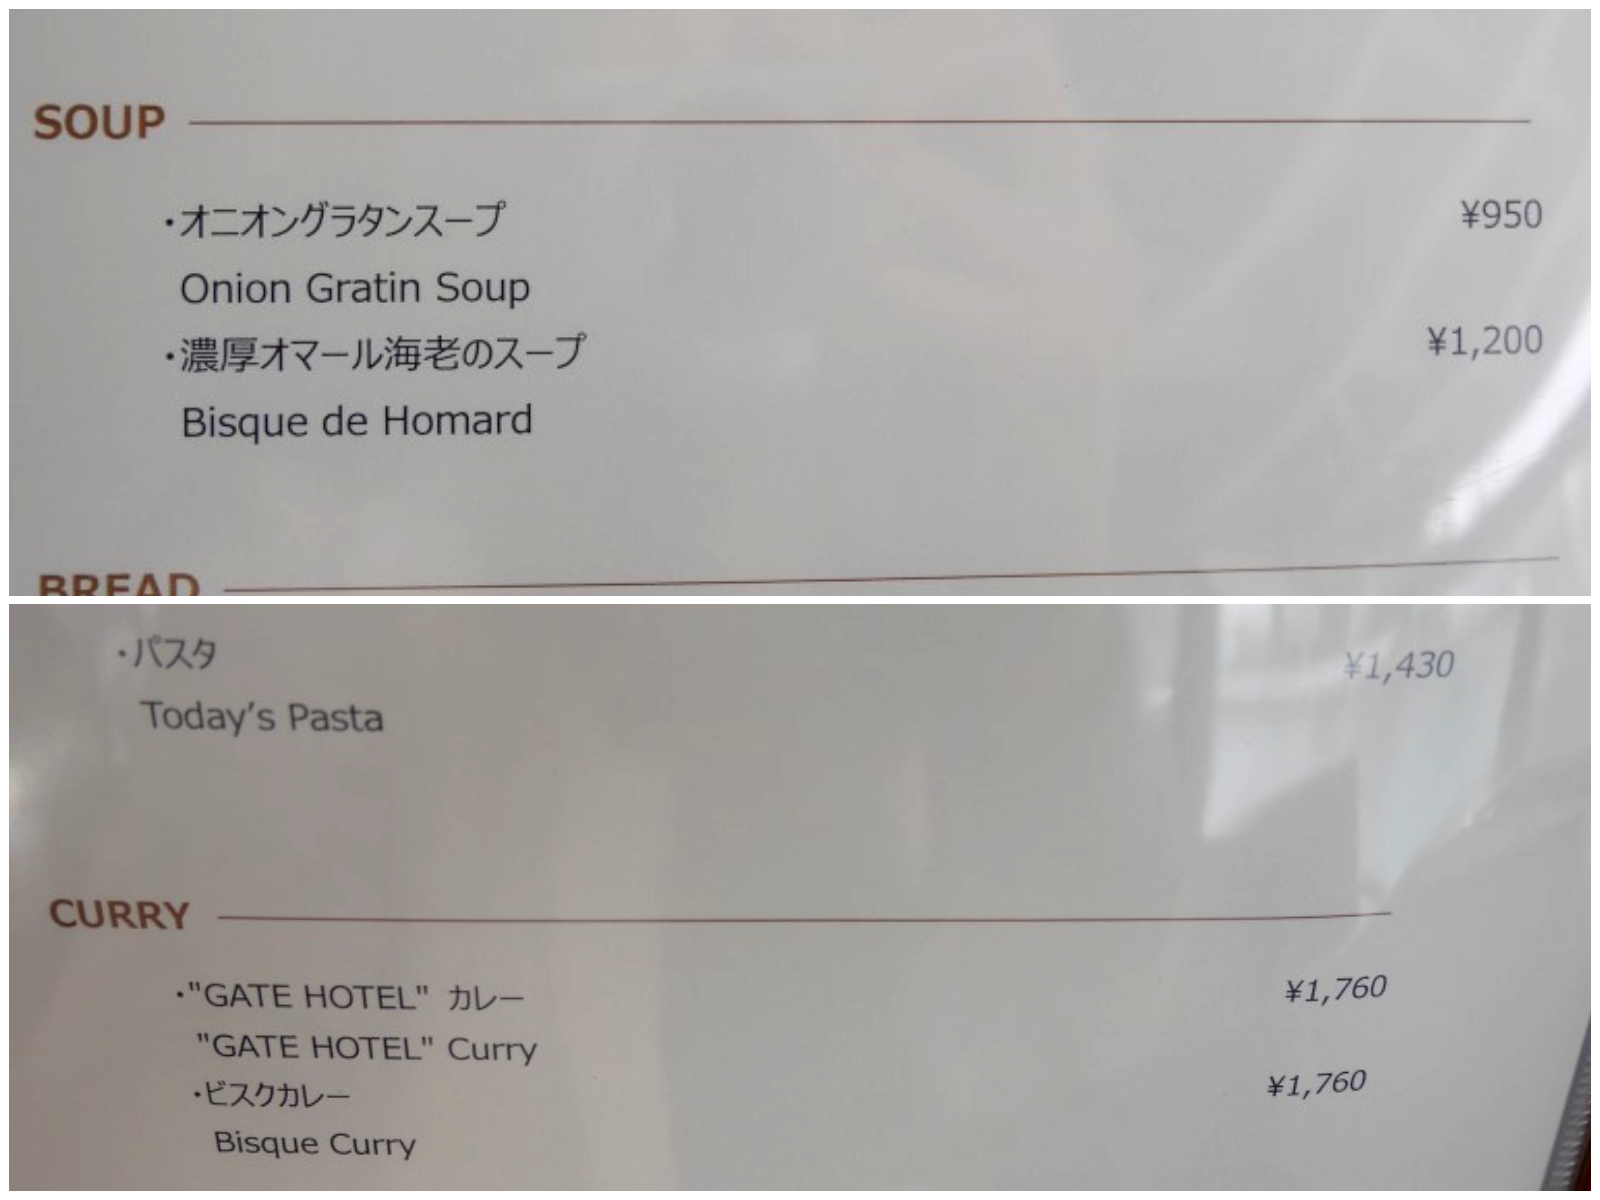 SOUP
・オニオングラタンスープ ¥950
Onion Gratin Soup
・濃厚オマール海老のスープ ¥1,200
Bisque de Homard
BREAD
・パスタ ¥1,430
Today's Pasta
CURRY
・"GATE HOTEL" カレー ¥1,760
"GATE HOTEL" Curry
・ビスクカレー ¥1,760
Bisque Curry